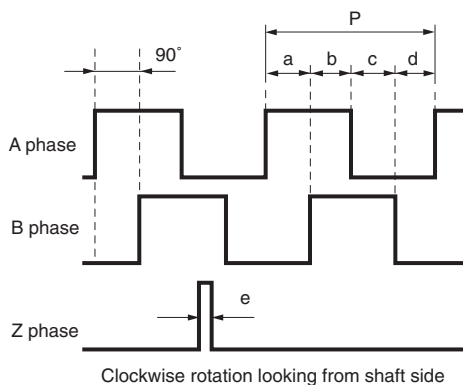 P
90°
a b c d
A phase
B phase
e
Z phase
Clockwise rotation looking from shaft side